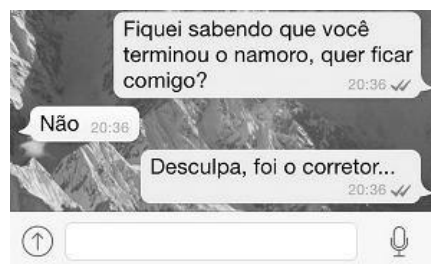 Fiquei sabendo que você
terminou o namoro, quer ficar
comigo?
20:36
Não 20:36
Desculpa, foi o corretor...
20:36